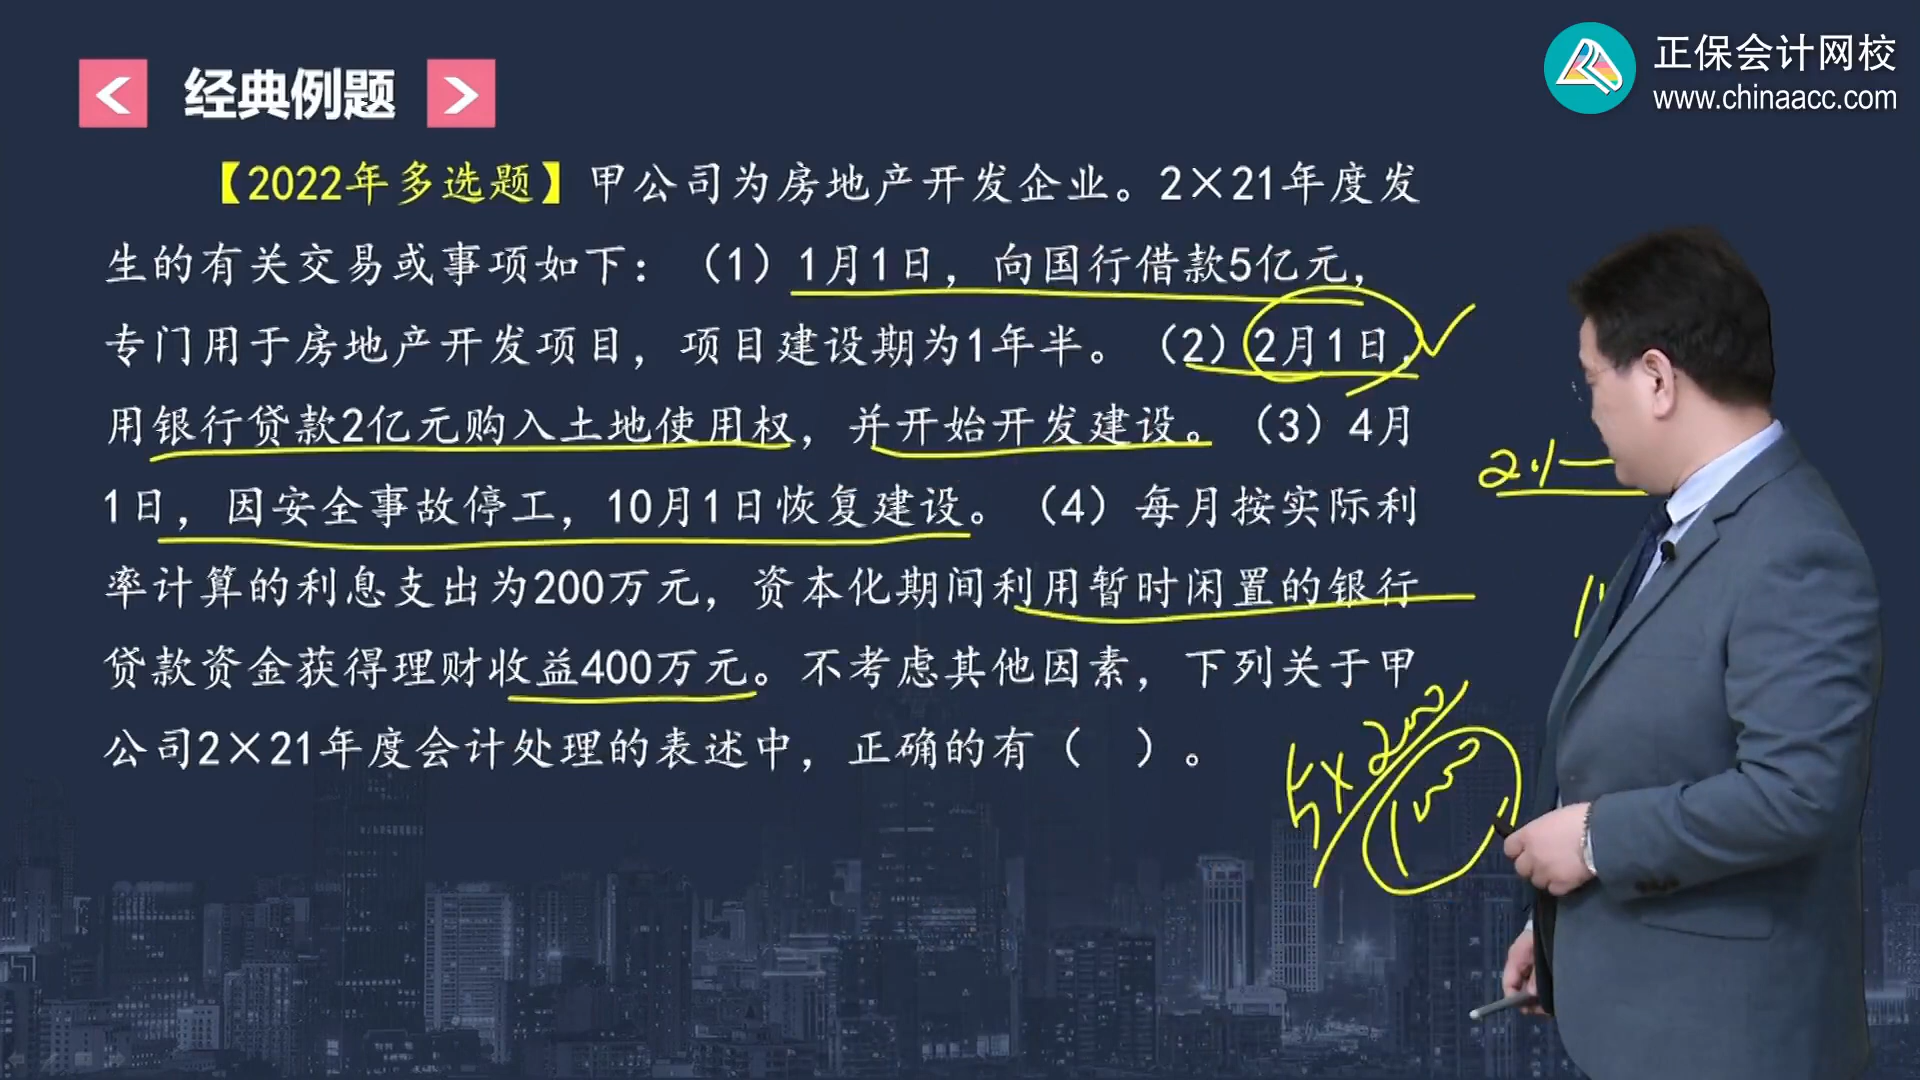 正保会计网校
www.chinaacc.com
经典例题
【2022年多选题】甲公司为房地产开发企业。2×21年度发
生的有关交易或事项如下：（1）1月1日，向国行借款5亿元，
专门用于房地产开发项目，项目建设期为1年半。（2）2月1日，
用银行贷款2亿元购入土地使用权，并开始开发建设。（3）4月
1日，因安全事故停工，10月1日恢复建设。（4）每月按实际利
率计算的利息支出为200万元，资本化期间利用暂时闲置的银行
贷款资金获得理财收益400万元。不考虑其他因素，下列关于甲
公司2×21年度会计处理的表述中，正确的有（ ）。
2.1—
5×200